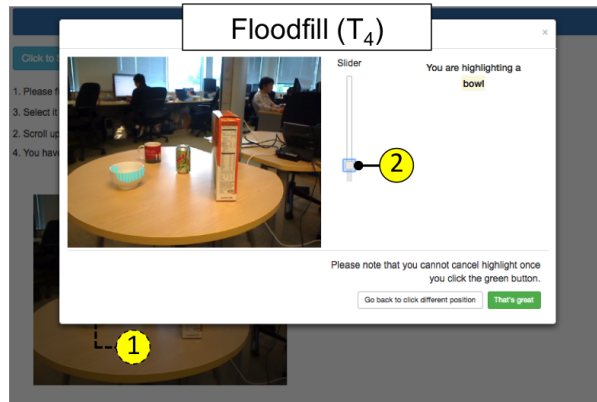 Floodfill (T4)
×
Click to
1. Please f
3. Select it
2. Scroll up
4. You have
Slider
You are highlighting a
bowl
2
Please note that you cannot cancel highlight once
you click the green button.
Go back to click different position
That's great
1